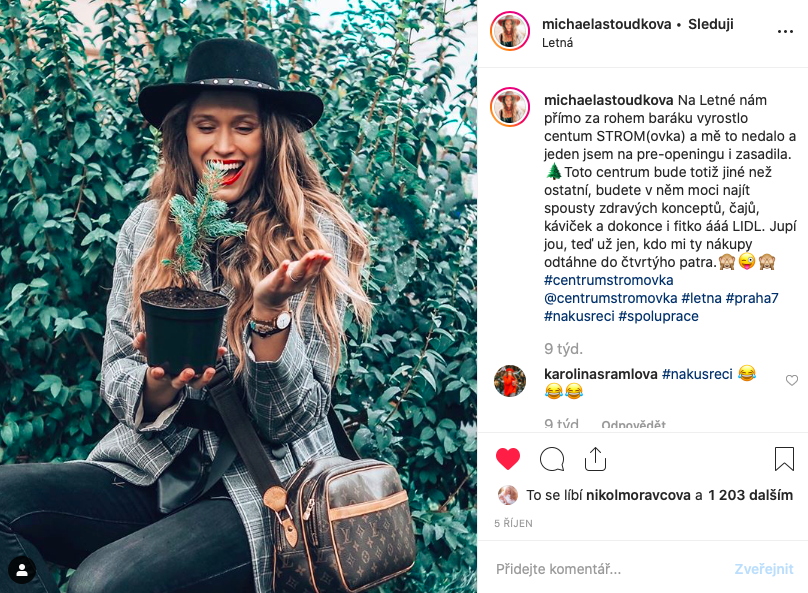 michaelastoudkova • Sleduji
Letná
michaelastoudkova Na Letné nám
přímo za rohem baráku vyrostlo
centum STROM(ovka) a mě to nedalo a
jeden jsem na pre-openingu i zasadila.
🌲Toto centrum bude totiž jiné než
ostatní, budete v něm moci najít
spousty zdravých konceptů, čajů,
káviček a dokonce i fitko ááá LIDL. Jupí
jou, teď už jen, kdo mi ty nákupy
odtáhne do čtvrtýho patra.🙈😜🙈
#centrumstromovka
@centrumstromovka #letna #praha7
#nakusreci #spoluprace
9 týd.
karolinasramlova #nakusreci 😂
😂😂
9 týd. Odpovědět
To se líbí nikolmoravcova a 1 203 dalším
5 ŘÍJEN
Přidejte komentář... Zveřejnit